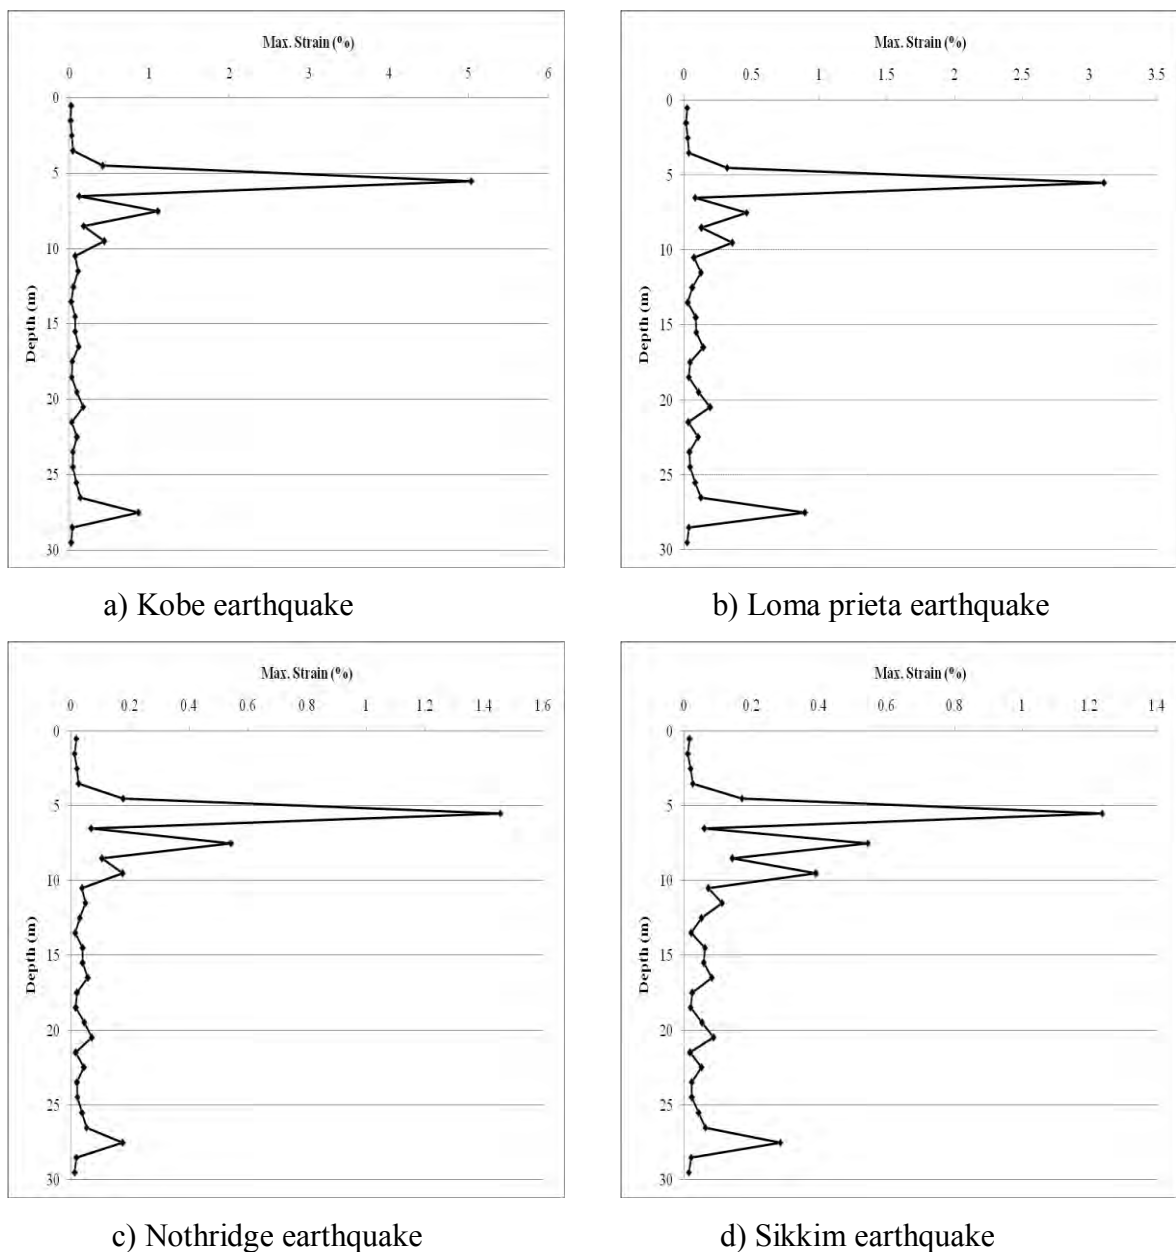 Max. Strain (%)
0 1 2 3 4 5 6
0
5
10
15
20
25
30
Depth (m)
a) Kobe earthquake
Max. Strain (%)
0 0.5 1 1.5 2 2.5 3 3.5
0
5
10
15
20
25
30
Depth (m)
b) Loma prieta earthquake
Max. Strain (%)
0 0.2 0.4 0.6 0.8 1 1.2 1.4 1.6
0
5
10
15
20
25
30
Depth (m)
c) Nothridge earthquake
Max. Strain (%)
0 0.2 0.4 0.6 0.8 1 1.2 1.4
0
5
10
15
20
25
30
Depth (m)
d) Sikkim earthquake